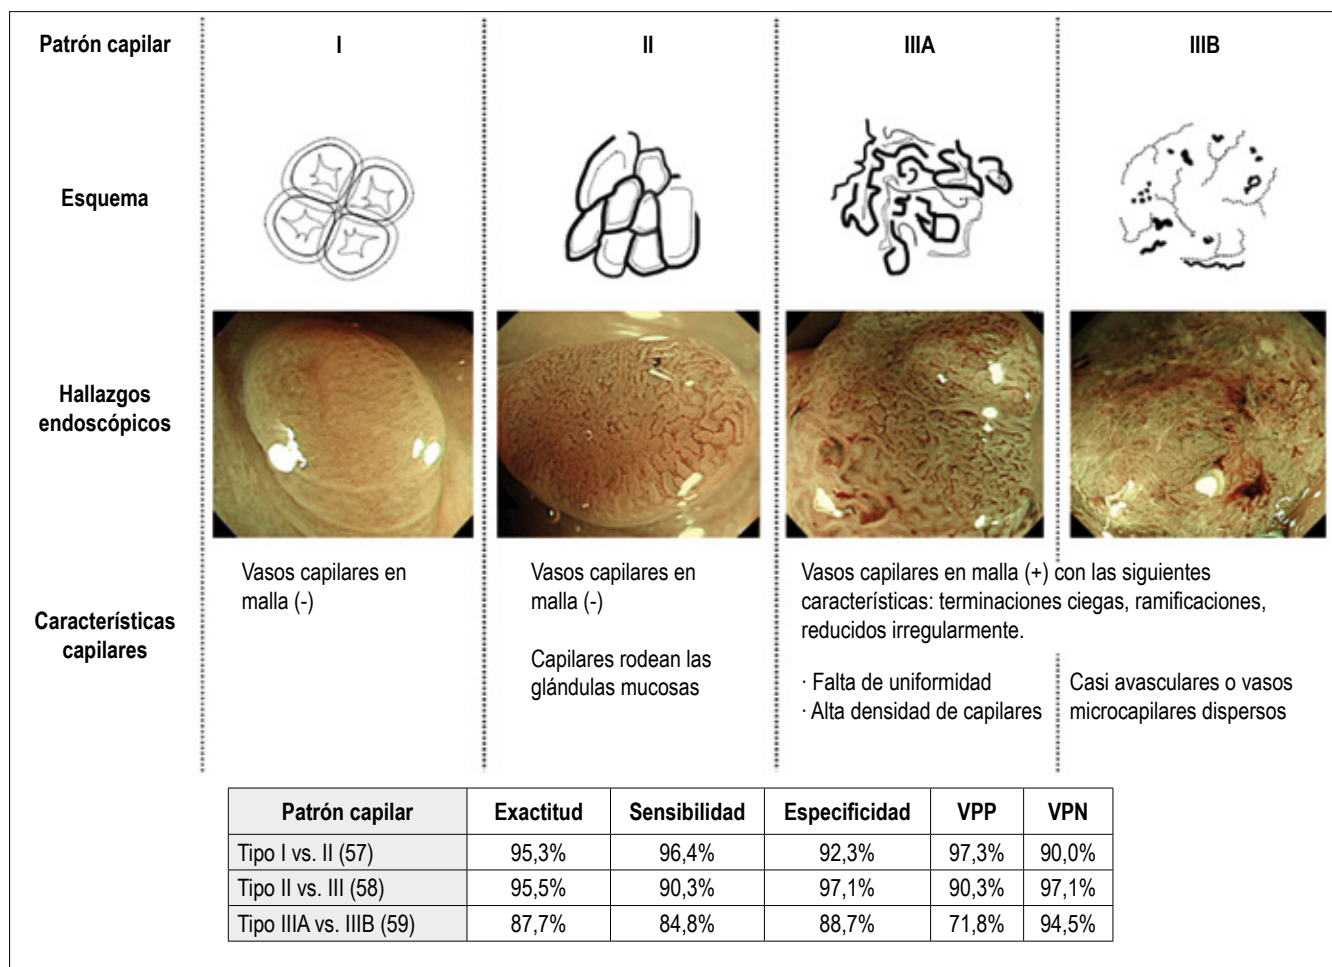 Patrón capilar I II IIIA IIIB
Esquema
Hallazgos
endoscópicos
Características
capilares
Vasos capilares en
malla (-)
Vasos capilares en
malla (-)
Capilares rodean las
glándulas mucosas
Vasos capilares en malla (+) con las siguientes
características: terminaciones ciegas, ramificaciones,
reducidos irregularmente.
· Falta de uniformidad
· Alta densidad de capilares
Casi avasculares o vasos
microcapilares dispersos
Patrón capilar Exactitud Sensibilidad Especificidad VPP VPN
Tipo I vs. II (57) 95,3% 96,4% 92,3% 97,3% 90,0%
Tipo II vs. III (58) 95,5% 90,3% 97,1% 90,3% 97,1%
Tipo IIIA vs. IIIB (59) 87,7% 84,8% 88,7% 71,8% 94,5%